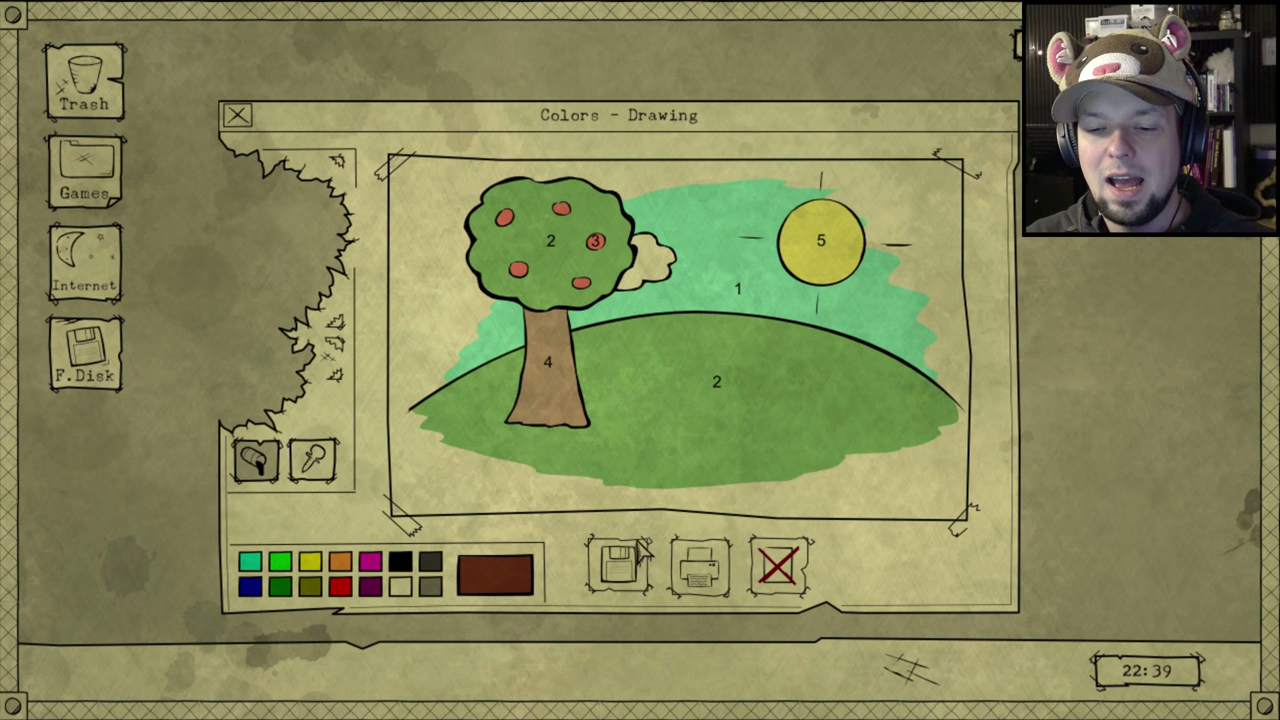 Trash
Games
Internet
F.Disk
Colors - Drawing
2
3
5
1
4
2
22:39